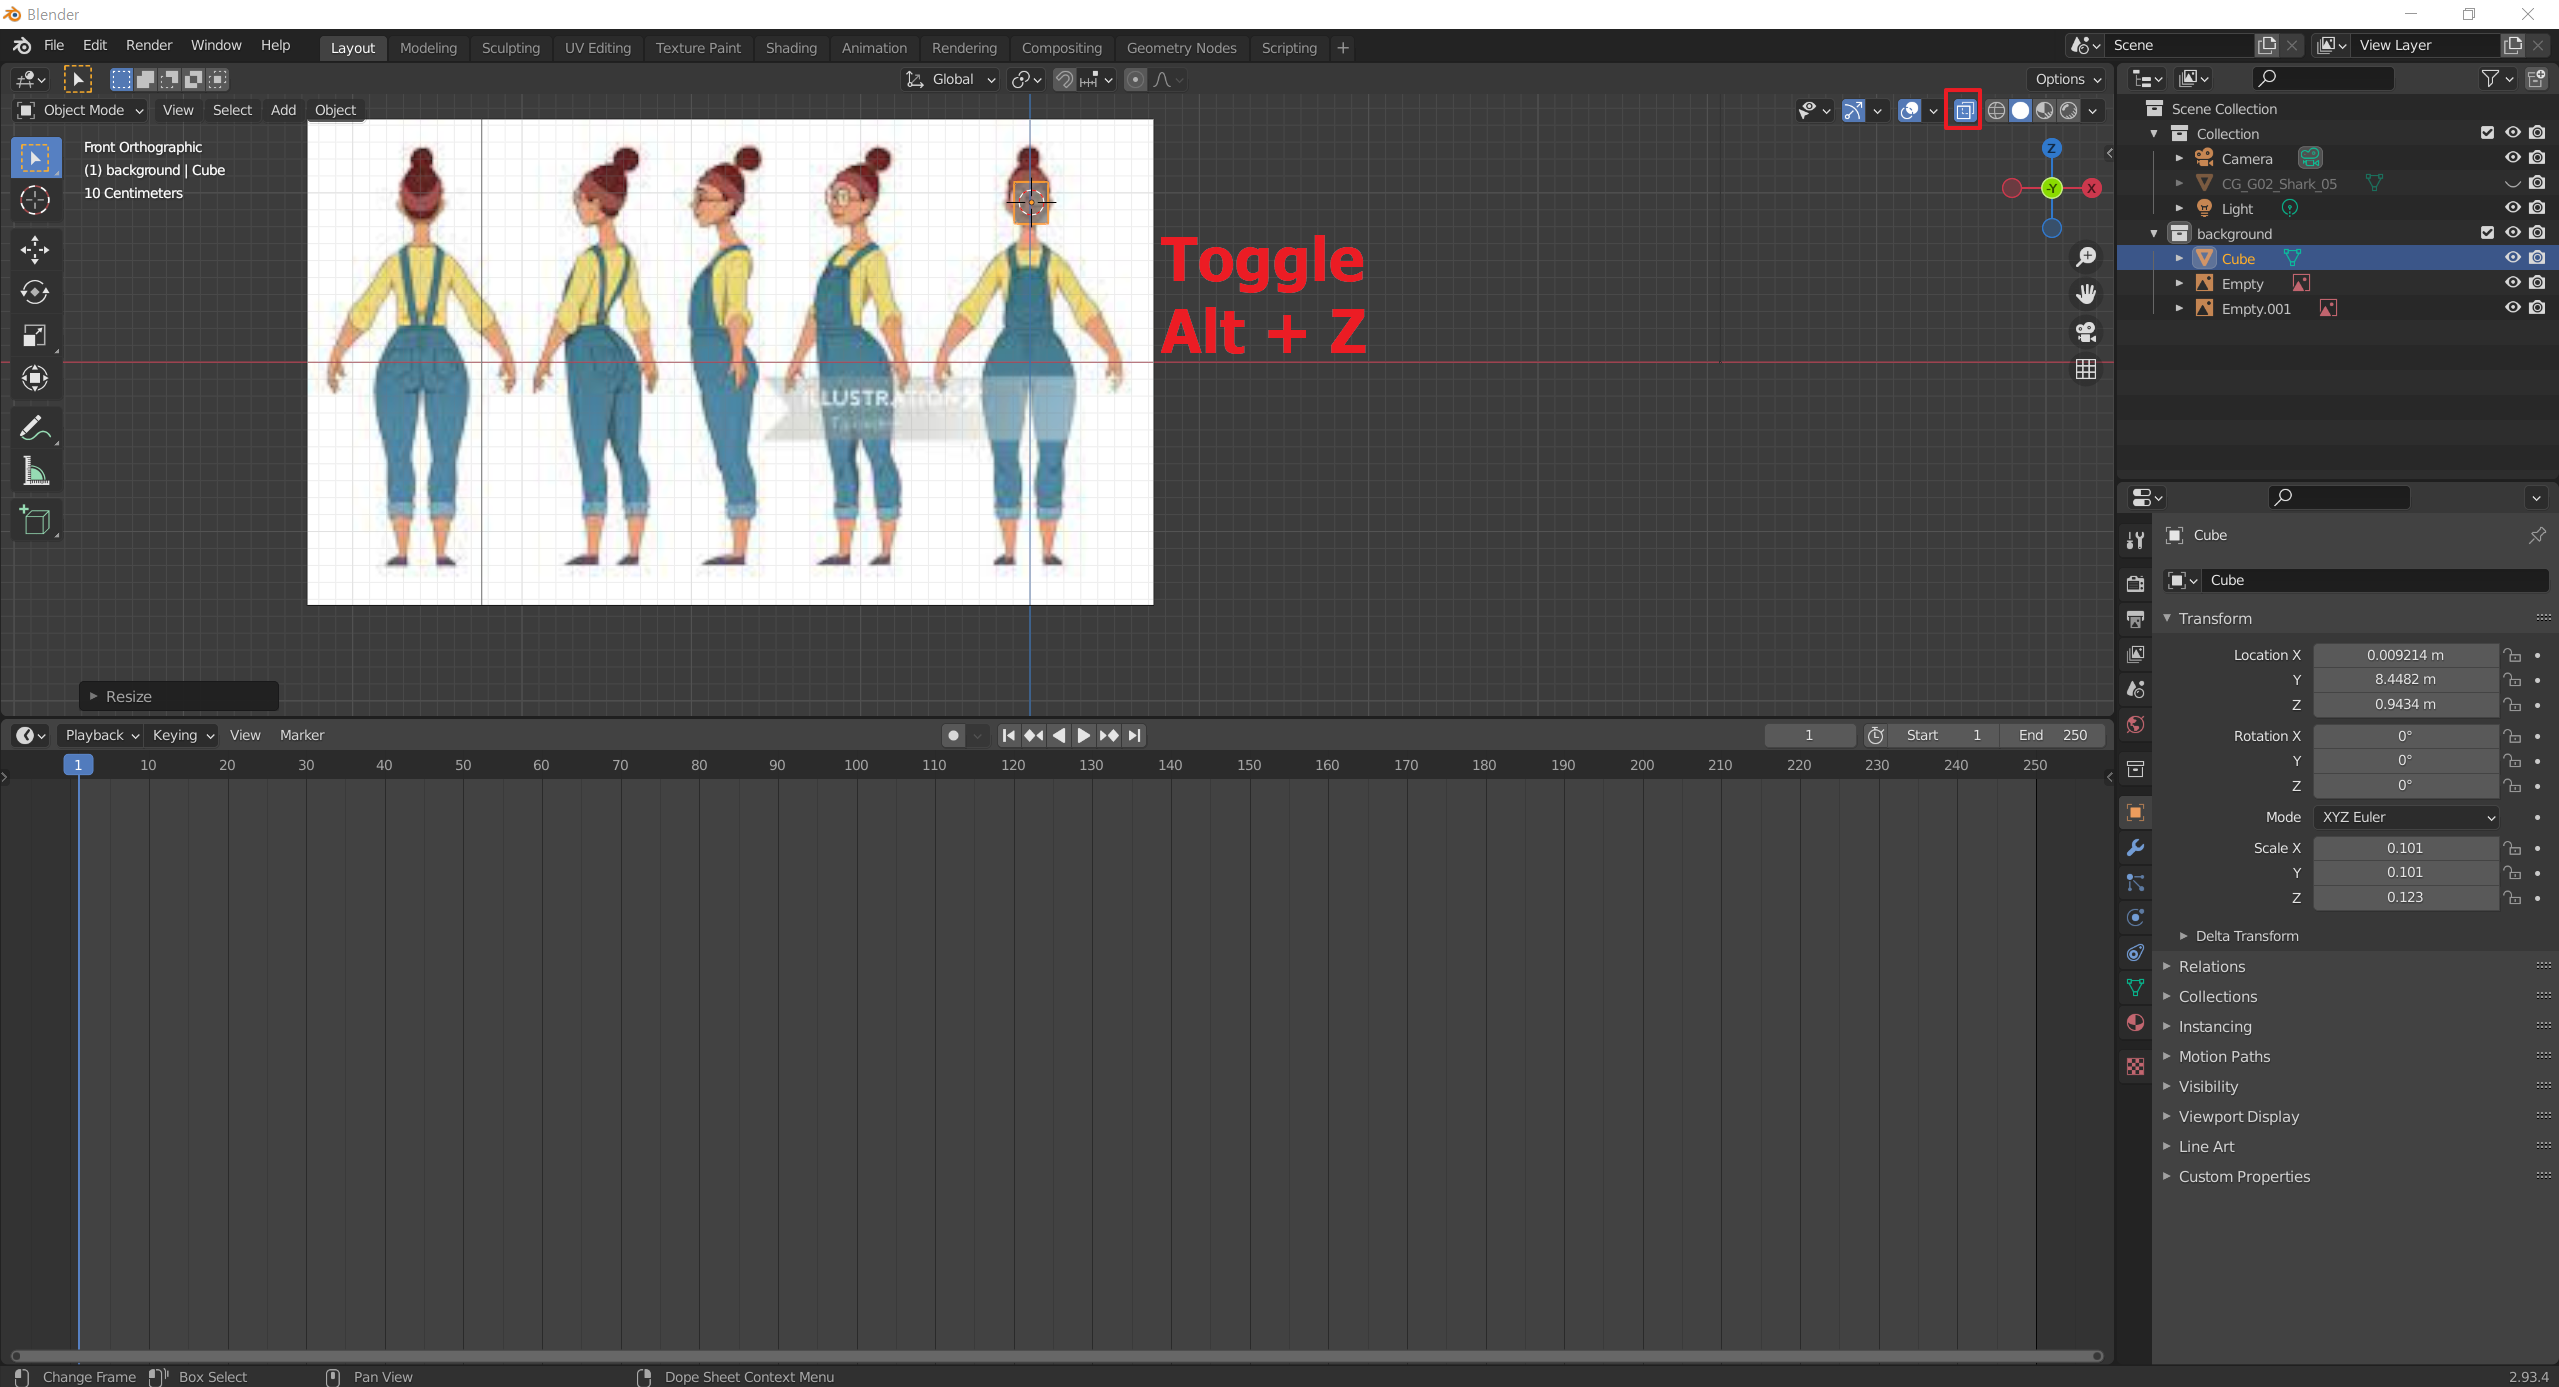 Blender
File Edit Render Window Help Layout Modeling Sculpting UV Editing Texture Paint Shading Animation Rendering Compositing Geometry Nodes Scripting + Scene View Layer
Global Options
Object Mode View Select Add Object
Front Orthographic
(1) background | Cube
10 Centimeters
Z
-Y X
Toggle
Alt + Z
ILLUSTRATION
Resize
Scene Collection
Collection
Camera
CG_G02_Shark_05
Light
background
Cube
Empty
Empty.001
Cube
Cube
Transform
Location X 0.009214 m
Y 8.4482 m
Z 0.9434 m
Rotation X 0°
Y 0°
Z 0°
Mode XYZ Euler
Scale X 0.101
Y 0.101
Z 0.123
Delta Transform
Relations
Collections
Instancing
Motion Paths
Visibility
Viewport Display
Line Art
Custom Properties
Playback Keying View Marker 1 Start 1 End 250
1 10 20 30 40 50 60 70 80 90 100 110 120 130 140 150 160 170 180 190 200 210 220 230 240 250
Change Frame Box Select Pan View Dope Sheet Context Menu 2.93.4